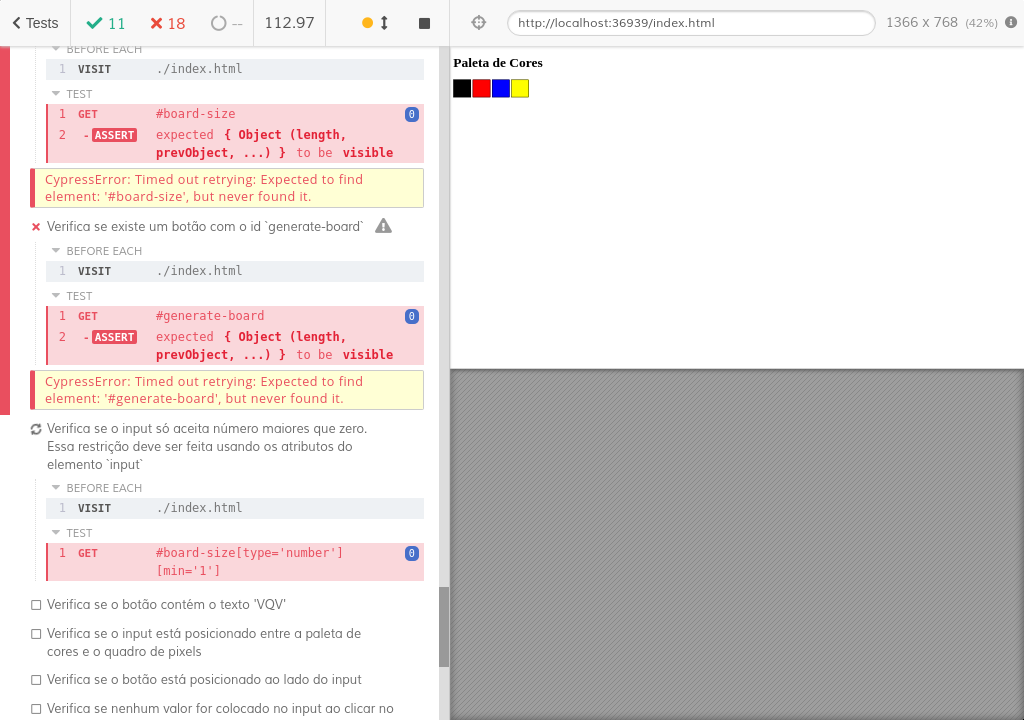 Tests 11 18 -- 112.97 http://localhost:36939/index.html 1366 x 768 (42%)
BEFORE EACH
1 VISIT ./index.html
TEST
1 GET #board-size 0
2 -ASSERT expected { Object (length,
prevObject, ...) } to be visible
CypressError: Timed out retrying: Expected to find
element: '#board-size', but never found it.
Verifica se existe um botão com o id `generate-board`
BEFORE EACH
1 VISIT ./index.html
TEST
1 GET #generate-board 0
2 -ASSERT expected { Object (length,
prevObject, ...) } to be visible
CypressError: Timed out retrying: Expected to find
element: '#generate-board', but never found it.
Verifica se o input só aceita número maiores que zero.
Essa restrição deve ser feita usando os atributos do
elemento `input`
BEFORE EACH
1 VISIT ./index.html
TEST
1 GET #board-size[type='number'] 0
[min='1']
Verifica se o botão contém o texto 'VQV'
Verifica se o input está posicionado entre a paleta de
cores e o quadro de pixels
Verifica se o botão está posicionado ao lado do input
Verifica se nenhum valor for colocado no input ao clicar no
Paleta de Cores